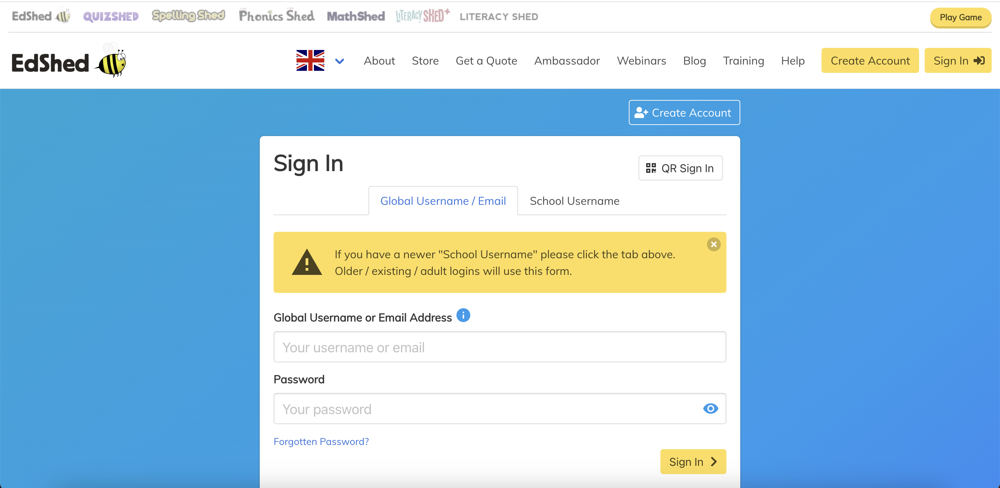 EdShed QUIZSHED Spelling Shed Phonics Shed MathShed LITERACY SHED+ LITERACY SHED Play Game
EdShed About Store Get a Quote Ambassador Webinars Blog Training Help Create Account Sign In
Create Account
Sign In
QR Sign In
Global Username / Email School Username
If you have a newer "School Username" please click the tab above.
Older / existing / adult logins will use this form.
Global Username or Email Address i
Your username or email
Password
Your password
Forgotten Password?
Sign In